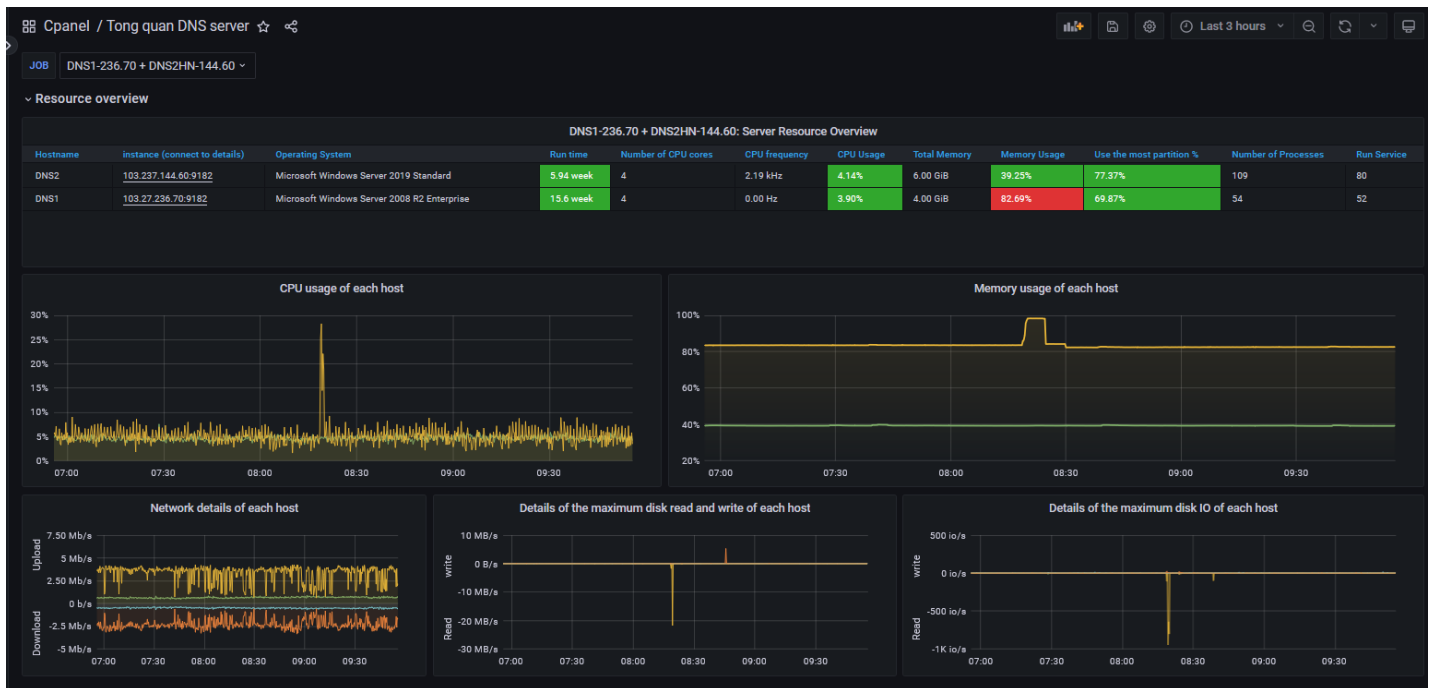 Cpanel / Tong quan DNS server
Last 3 hours
JOB DNS1-236.70 + DNS2HN-144.60
Resource overview
DNS1-236.70 + DNS2HN-144.60: Server Resource Overview
Hostname instance (connect to details) Operating System Run time Number of CPU cores CPU frequency CPU Usage Total Memory Memory Usage Use the most partition % Number of Processes Run Service
DNS2 103.237.144.60:9182 Microsoft Windows Server 2019 Standard 5.94 week 4 2.19 kHz 4.14% 6.00 GiB 39.25% 77.37% 109 80
DNS1 103.27.236.70:9182 Microsoft Windows Server 2008 R2 Enterprise 15.6 week 4 0.00 Hz 3.90% 4.00 GiB 82.69% 69.87% 54 52
CPU usage of each host
30%
25%
20%
15%
10%
5%
0%
07:00 07:30 08:00 08:30 09:00 09:30
Memory usage of each host
100%
80%
60%
40%
20%
07:00 07:30 08:00 08:30 09:00 09:30
Network details of each host
Upload
Download
7.50 Mb/s
5 Mb/s
2.50 Mb/s
0 b/s
-2.5 Mb/s
-5 Mb/s
07:00 07:30 08:00 08:30 09:00 09:30
Details of the maximum disk read and write of each host
write
Read
10 MB/s
0 B/s
-10 MB/s
-20 MB/s
-30 MB/s
07:00 07:30 08:00 08:30 09:00 09:30
Details of the maximum disk IO of each host
write
Read
500 io/s
0 io/s
-500 io/s
-1K io/s
07:00 07:30 08:00 08:30 09:00 09:30